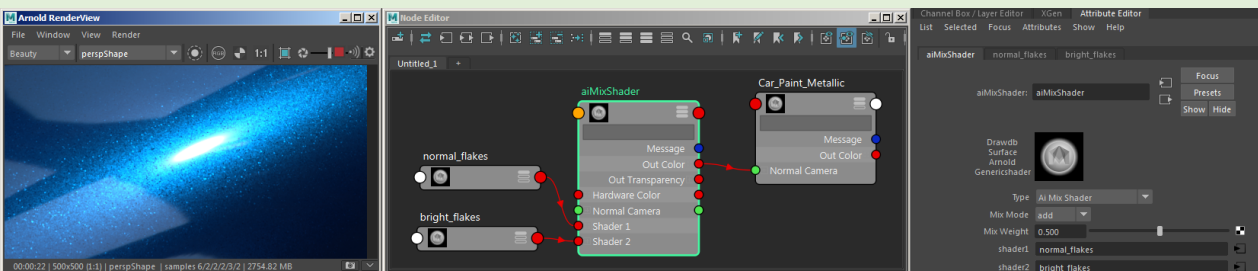 Arnold RenderView
File Window View Render
Beauty perspShape RGB 1:1
00:00:22 | 500x500 (1:1) | perspShape | samples 6/2/2/2/3/2 | 2754.82 MB
Node Editor
Untitled_1 +
aiMixShader
Message
Out Color
Out Transparency
Hardware Color
Normal Camera
Shader 1
Shader 2
normal_flakes
bright_flakes
Car_Paint_Metallic
Message
Out Color
Normal Camera
Channel Box / Layer Editor XGen Attribute Editor
List Selected Focus Attributes Show Help
aiMixShader normal_flakes bright_flakes
Focus
aiMixShader: aiMixShader Presets
Show Hide
Drawdb
Surface
Arnold
Genericshader
Type Ai Mix Shader
Mix Mode add
Mix Weight 0.500
shader1 normal_flakes
shader2 bright_flakes